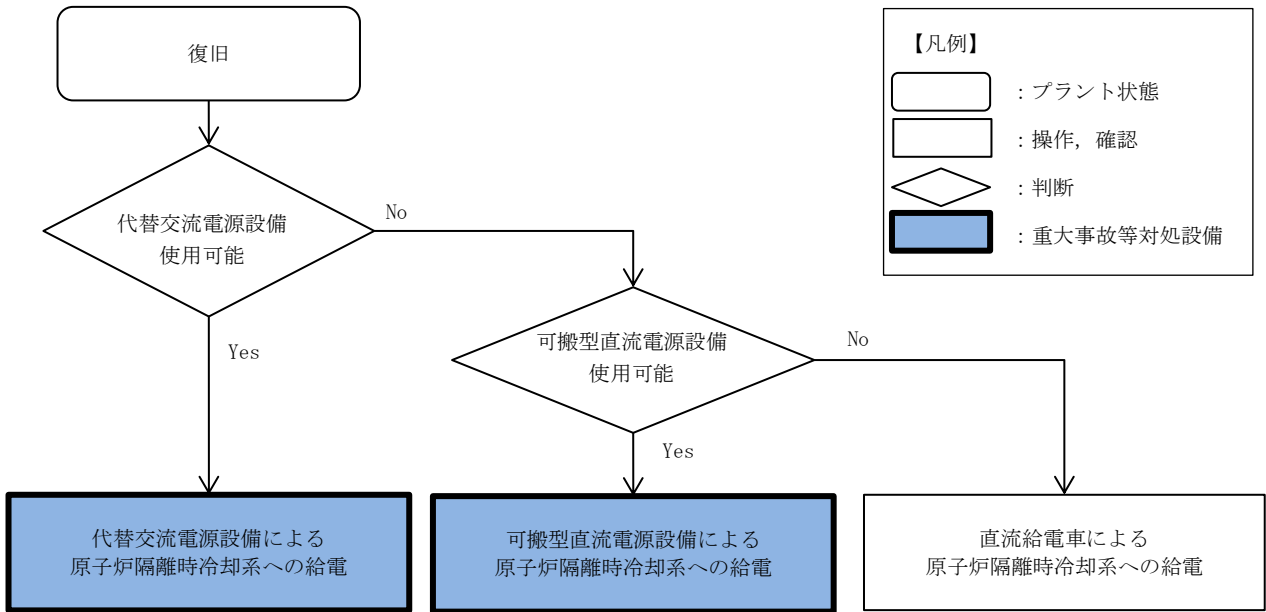 復旧
【凡例】
：プラント状態
：操作，確認
：判断
：重大事故等対処設備
代替交流電源設備
使用可能
No
Yes
可搬型直流電源設備
使用可能
No
Yes
代替交流電源設備による
原子炉隔離時冷却系への給電
可搬型直流電源設備による
原子炉隔離時冷却系への給電
直流給電車による
原子炉隔離時冷却系への給電